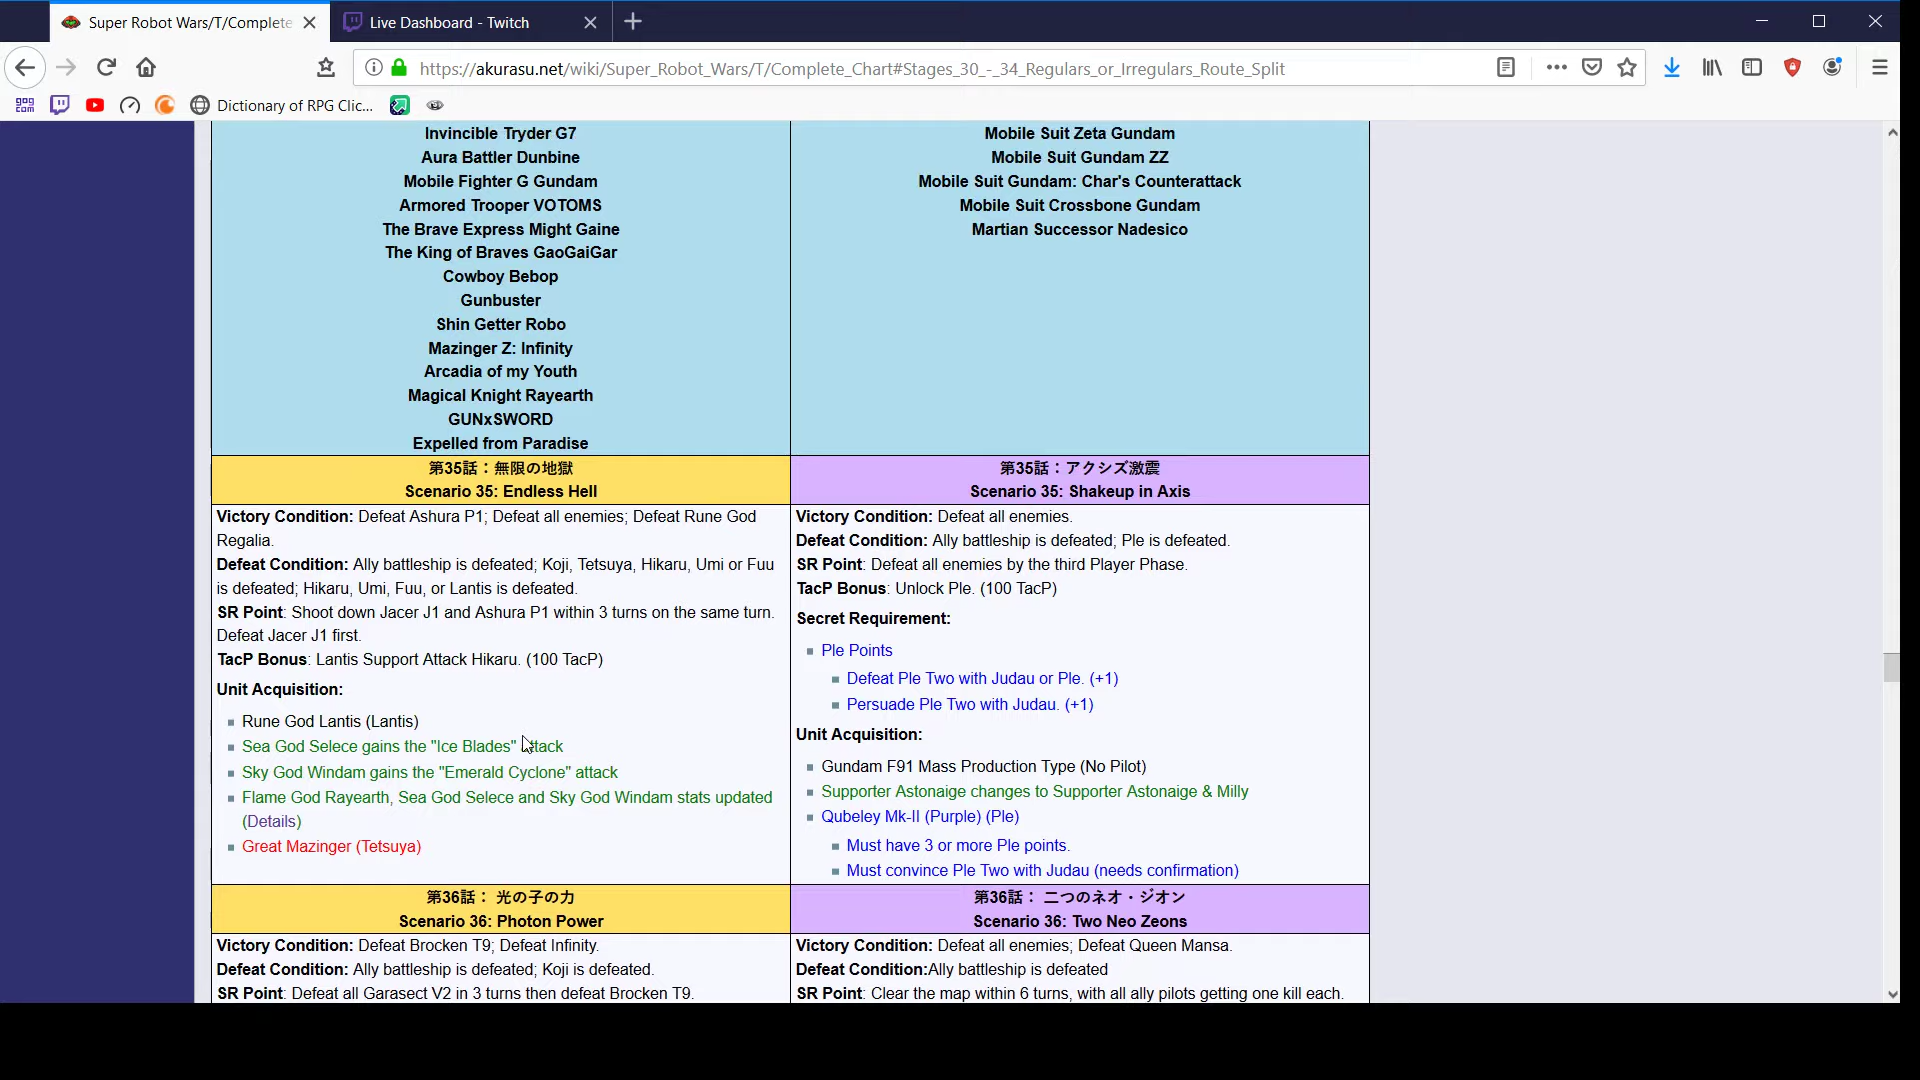 Super Robot Wars/T/Complete
Live Dashboard - Twitch
https://akurasu.net/wiki/Super_Robot_Wars/T/Complete_Chart#Stages_30_-_34_Regulars_or_Irregulars_Route_Split
Dictionary of RPG Clic...
Invincible Tryder G7
Aura Battler Dunbine
Mobile Fighter G Gundam
Armored Trooper VOTOMS
The Brave Express Might Gaine
The King of Braves GaoGaiGar
Cowboy Bebop
Gunbuster
Shin Getter Robo
Mazinger Z: Infinity
Arcadia of my Youth
Magical Knight Rayearth
GUNxSWORD
Expelled from Paradise
Mobile Suit Zeta Gundam
Mobile Suit Gundam ZZ
Mobile Suit Gundam: Char's Counterattack
Mobile Suit Crossbone Gundam
Martian Successor Nadesico
第35話：無限の地獄
Scenario 35: Endless Hell
第35話：アクシズ激震
Scenario 35: Shakeup in Axis
Victory Condition: Defeat Ashura P1; Defeat all enemies; Defeat Rune God
Regalia.
Defeat Condition: Ally battleship is defeated; Koji, Tetsuya, Hikaru, Umi or Fuu
is defeated; Hikaru, Umi, Fuu, or Lantis is defeated.
SR Point: Shoot down Jacer J1 and Ashura P1 within 3 turns on the same turn.
Defeat Jacer J1 first.
TacP Bonus: Lantis Support Attack Hikaru. (100 TacP)
Unit Acquisition:
Rune God Lantis (Lantis)
Sea God Selece gains the "Ice Blades" attack
Sky God Windam gains the "Emerald Cyclone" attack
Flame God Rayearth, Sea God Selece and Sky God Windam stats updated
(Details)
Great Mazinger (Tetsuya)
Victory Condition: Defeat all enemies.
Defeat Condition: Ally battleship is defeated; Ple is defeated.
SR Point: Defeat all enemies by the third Player Phase.
TacP Bonus: Unlock Ple. (100 TacP)
Secret Requirement:
Ple Points
Defeat Ple Two with Judau or Ple. (+1)
Persuade Ple Two with Judau. (+1)
Unit Acquisition:
Gundam F91 Mass Production Type (No Pilot)
Supporter Astonaige changes to Supporter Astonaige & Milly
Qubeley Mk-II (Purple) (Ple)
Must have 3 or more Ple points.
Must convince Ple Two with Judau (needs confirmation)
第36話： 光の子の力
Scenario 36: Photon Power
第36話： 二つのネオ・ジオン
Scenario 36: Two Neo Zeons
Victory Condition: Defeat Brocken T9; Defeat Infinity.
Defeat Condition: Ally battleship is defeated; Koji is defeated.
SR Point: Defeat all Garasect V2 in 3 turns then defeat Brocken T9.
Victory Condition: Defeat all enemies; Defeat Queen Mansa.
Defeat Condition:Ally battleship is defeated
SR Point: Clear the map within 6 turns, with all ally pilots getting one kill each.